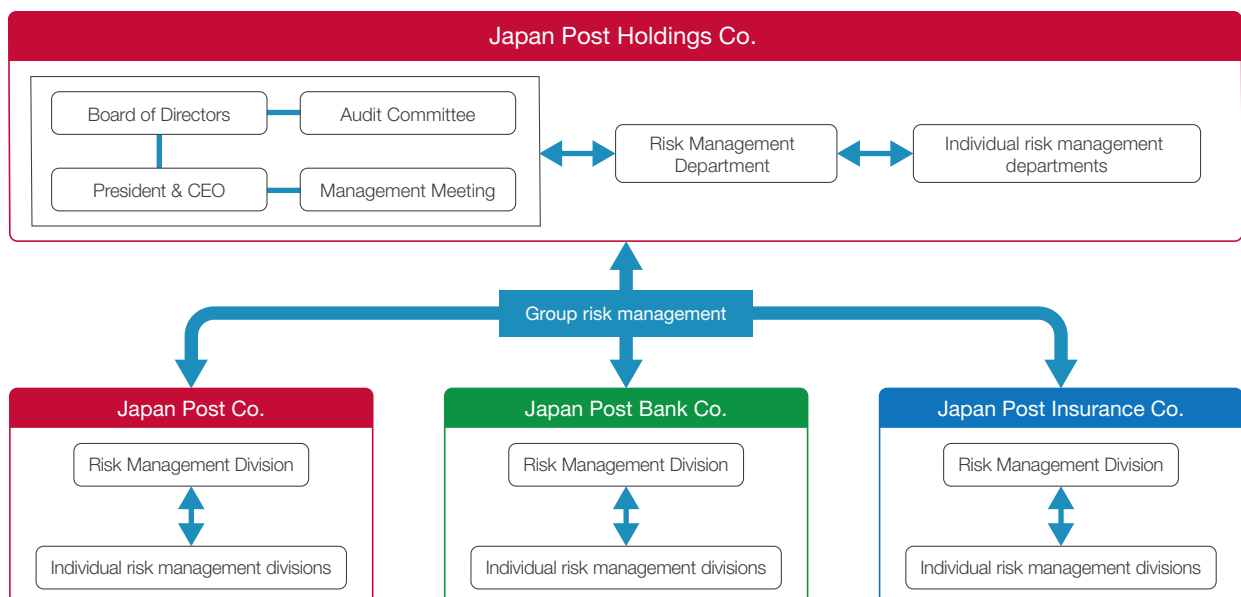 Japan Post Holdings Co.
Board of Directors
Audit Committee
President & CEO
Management Meeting
Risk Management
Department
Individual risk management
departments
Group risk management
Japan Post Co.
Risk Management Division
Individual risk management divisions
Japan Post Bank Co.
Risk Management Division
Individual risk management divisions
Japan Post Insurance Co.
Risk Management Division
Individual risk management divisions